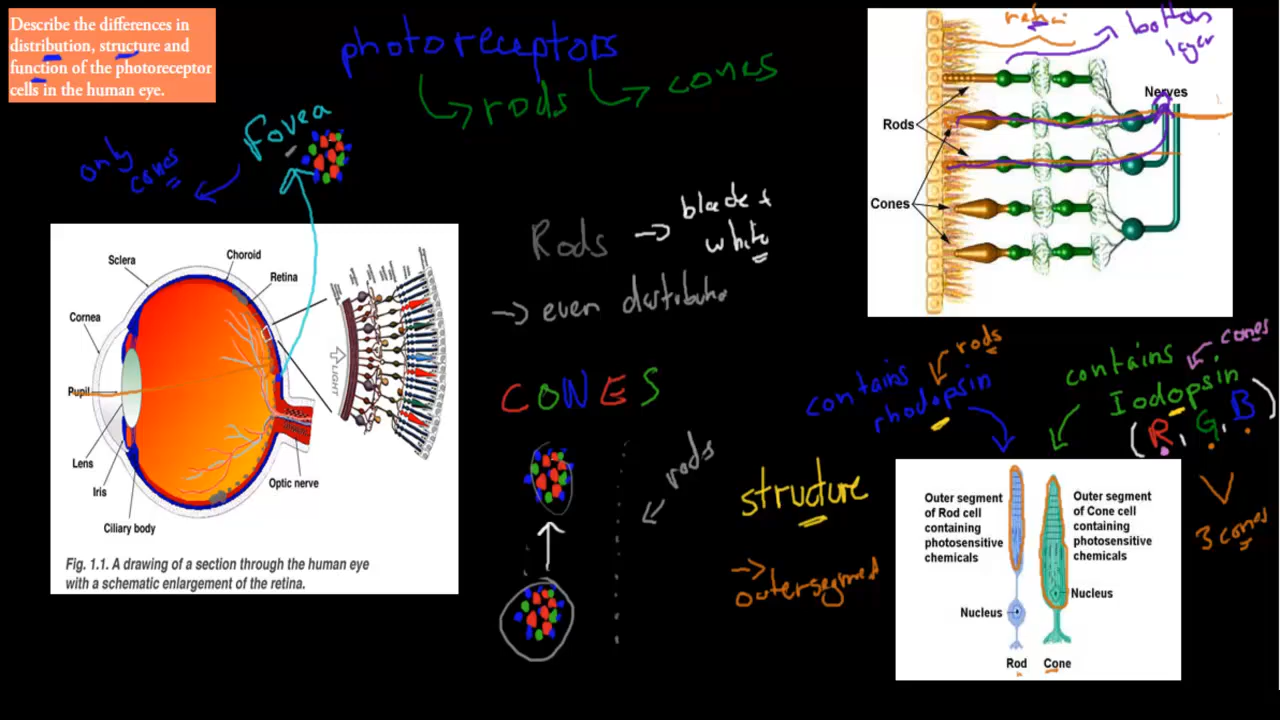 Describe the differences in
distribution, structure and
function of the photoreceptor
cells in the human eye.
photoreceptors
rods
cones
fovea
only
cones
Sclera
Choroid
Retina
Cornea
Pupil
Lens
Iris
Ciliary body
Optic nerve
LIGHT
Fig. 1.1. A drawing of a section through the human eye
with a schematic enlargement of the retina.
Rods
white
even
CONES
rods
bottom
layer
Nerves
Rods
Cones
structure
outer segment
rods
contains
rhodopsin
cones
contains
Iodopsin
(R, G, B)
3 cones
Outer segment
of Rod cell
containing
photosensitive
chemicals
Nucleus
Rod
Outer segment
of Cone cell
containing
photosensitive
chemicals
Nucleus
Cone